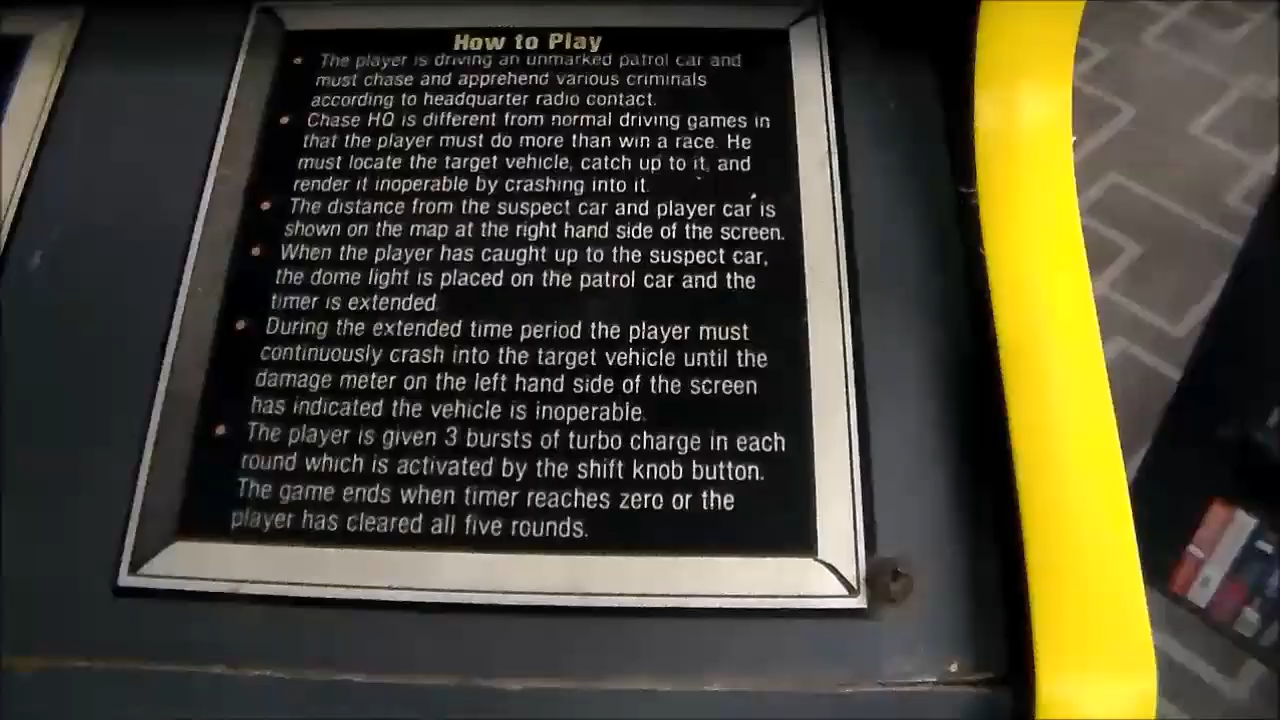 How to Play
• The player is driving an unmarked patrol car and
must chase and apprehend various criminals
according to headquarter radio contact.
• Chase HQ is different from normal driving games in
that the player must do more than win a race. He
must locate the target vehicle, catch up to it, and
render it inoperable by crashing into it.
• The distance from the suspect car and player car is
shown on the map at the right hand side of the screen.
• When the player has caught up to the suspect car,
the dome light is placed on the patrol car and the
timer is extended.
• During the extended time period the player must
continuously crash into the target vehicle until the
damage meter on the left hand side of the screen
has indicated the vehicle is inoperable.
• The player is given 3 bursts of turbo charge in each
round which is activated by the shift knob button.
The game ends when timer reaches zero or the
player has cleared all five rounds.